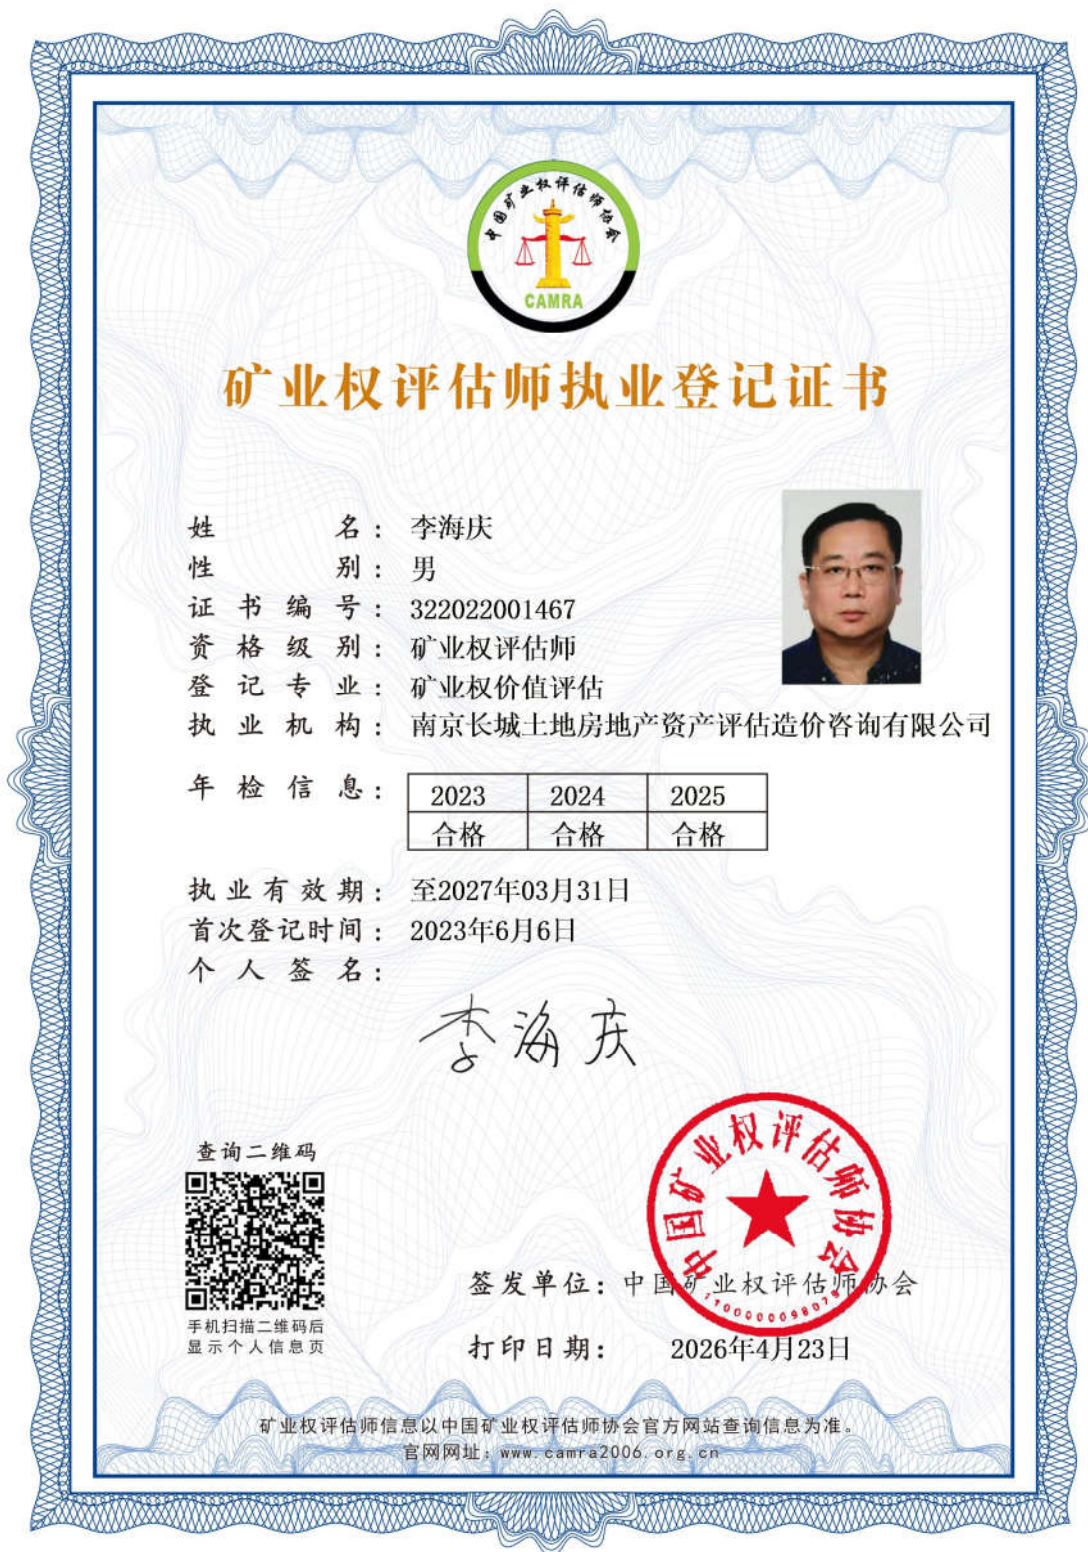 中国矿业权评估师协会
CAMRA
矿业权评估师执业登记证书
姓名：李海庆
性别：男
证书编号：322022001467
资格级别：矿业权评估师
登记专业：矿业权价值评估
执业机构：南京长城土地房地产资产评估造价咨询有限公司
年检信息：
2023 2024 2025
合格 合格 合格
执业有效期：至2027年03月31日
首次登记时间：2023年6月6日
个人签名：
李海庆
查询二维码
手机扫描二维码后
显示个人信息页
中国矿业权评估师协会
签发单位：中国矿业权评估师协会
打印日期：2026年4月23日
矿业权评估师信息以中国矿业权评估师协会官方网站查询信息为准。
官网网址：www.camra2006.org.cn